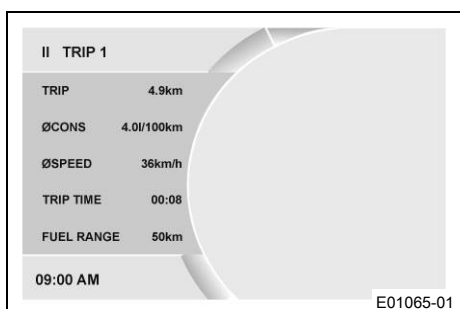 II TRIP 1
TRIP 4.9km
ØCONS 4.0l/100km
ØSPEED 36km/h
TRIP TIME 00:08
FUEL RANGE 50km
09:00 AM
E01065-01